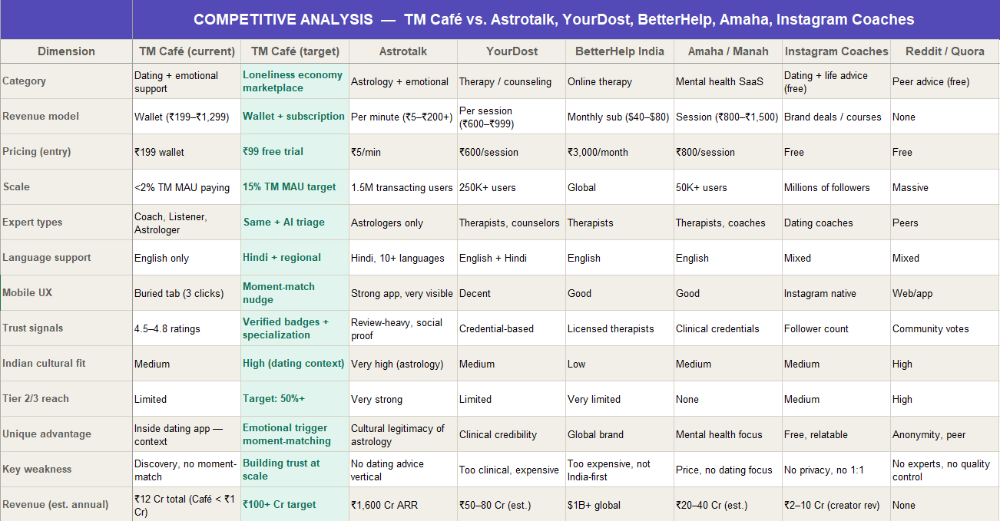 COMPETITIVE ANALYSIS — TM Café vs. Astrotalk, YourDost, BetterHelp, Amaha, Instagram Coaches
Dimension TM Café (current) TM Café (target) Astrotalk YourDost BetterHelp India Amaha / Manah Instagram Coaches Reddit / Quora
Category
Dating + emotional
support
Loneliness economy
marketplace
Astrology + emotional
Therapy / counseling
Online therapy
Mental health SaaS
Dating + life advice
(free)
Peer advice (free)
Revenue model
Wallet (₹199–₹1,299)
Wallet + subscription
Per minute (₹5–₹200+)
Per session
(₹600–₹999)
Monthly sub ($40–$80)
Session (₹800–₹1,500)
Brand deals / courses
None
Pricing (entry)
₹199 wallet
₹99 free trial
₹5/min
₹600/session
₹3,000/month
₹800/session
Free
Free
Scale
<2% TM MAU paying
15% TM MAU target
1.5M transacting users
250K+ users
Global
50K+ users
Millions of followers
Massive
Expert types
Coach, Listener,
Astrologer
Same + AI triage
Astrologers only
Therapists, counselors
Therapists
Therapists, coaches
Dating coaches
Peers
Language support
English only
Hindi + regional
Hindi, 10+ languages
English + Hindi
English
English
Mixed
Mixed
Mobile UX
Buried tab (3 clicks)
Moment-match
nudge
Strong app, very visible
Decent
Good
Good
Instagram native
Web/app
Trust signals
4.5–4.8 ratings
Verified badges +
specialization
Review-heavy, social
proof
Credential-based
Licensed therapists
Clinical credentials
Follower count
Community votes
Indian cultural fit
Medium
High (dating context)
Very high (astrology)
Medium
Low
Medium
Medium
High
Tier 2/3 reach
Limited
Target: 50%+
Very strong
Limited
Very limited
None
Medium
High
Unique advantage
Inside dating app —
context
Emotional trigger
moment-matching
Cultural legitimacy of
astrology
Clinical credibility
Global brand
Mental health focus
Free, relatable
Anonymity, peer
Key weakness
Discovery, no moment-
match
Building trust at
scale
No dating advice
vertical
Too clinical, expensive
Too expensive, not
India-first
Price, no dating focus
No privacy, no 1:1
No experts, no quality
control
Revenue (est. annual)
₹12 Cr total (Café < ₹1
Cr)
₹100+ Cr target
₹1,600 Cr ARR
₹50–80 Cr (est.)
$1B+ global
₹20–40 Cr (est.)
₹2–10 Cr (creator rev)
None